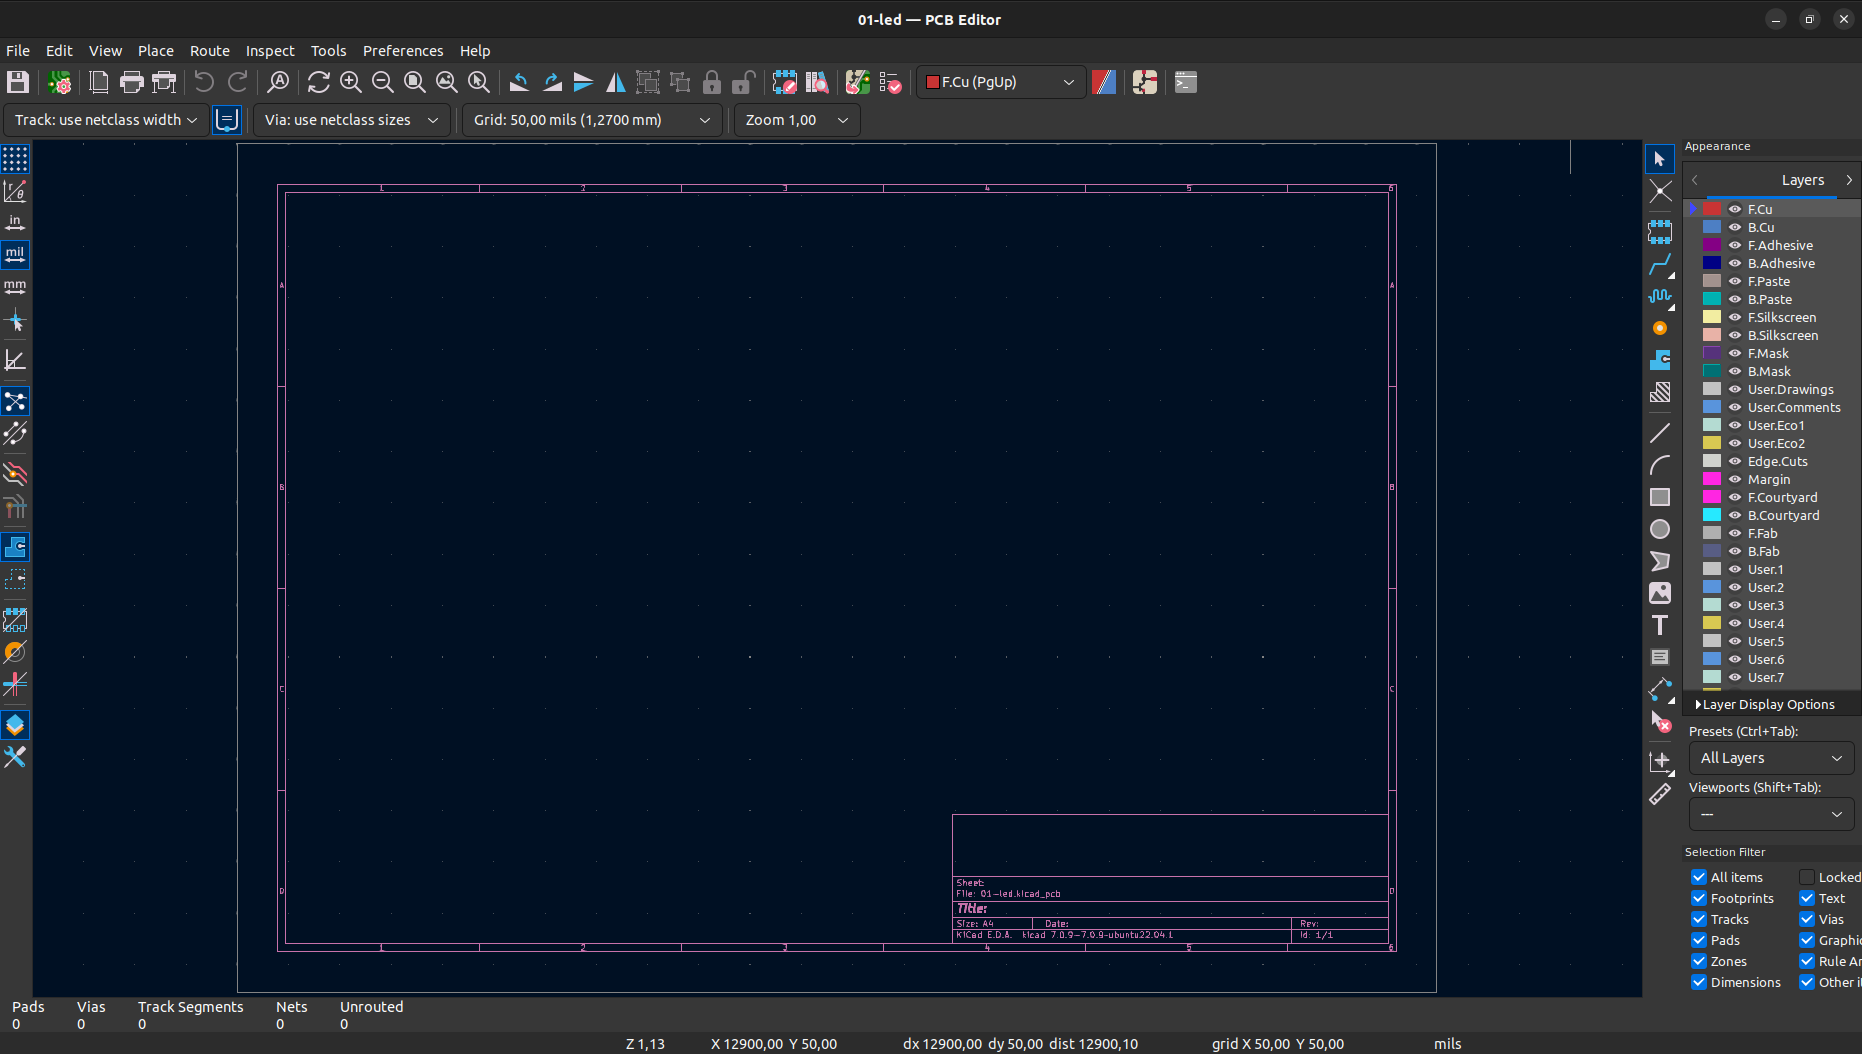 01-led — PCB Editor
File Edit View Place Route Inspect Tools Preferences Help
F.Cu (PgUp)
Track: use netclass width Via: use netclass sizes Grid: 50,00 mils (1,2700 mm) Zoom 1,00
in
mil
mm
1 2 3 4 5 6
A A
B B
C C
D D
Sheet:
File: 01-led.kicad_pcb
Title:
Size: A4 Date: Rev:
KiCad E.D.A. kicad 7.0.9-7.0.9~ubuntu22.04.1 Id: 1/1
1 2 3 4 5 6
Appearance
Layers
F.Cu
B.Cu
F.Adhesive
B.Adhesive
F.Paste
B.Paste
F.Silkscreen
B.Silkscreen
F.Mask
B.Mask
User.Drawings
User.Comments
User.Eco1
User.Eco2
Edge.Cuts
Margin
F.Courtyard
B.Courtyard
F.Fab
B.Fab
User.1
User.2
User.3
User.4
User.5
User.6
User.7
Layer Display Options
Presets (Ctrl+Tab):
All Layers
Viewports (Shift+Tab):
---
Selection Filter
All items Locked
Footprints Text
Tracks Vias
Pads Graphic
Zones Rule Ar
Dimensions Other it
Pads Vias Track Segments Nets Unrouted
0 0 0 0 0
Z 1,13 X 12900,00 Y 50,00 dx 12900,00 dy 50,00 dist 12900,10 grid X 50,00 Y 50,00 mils